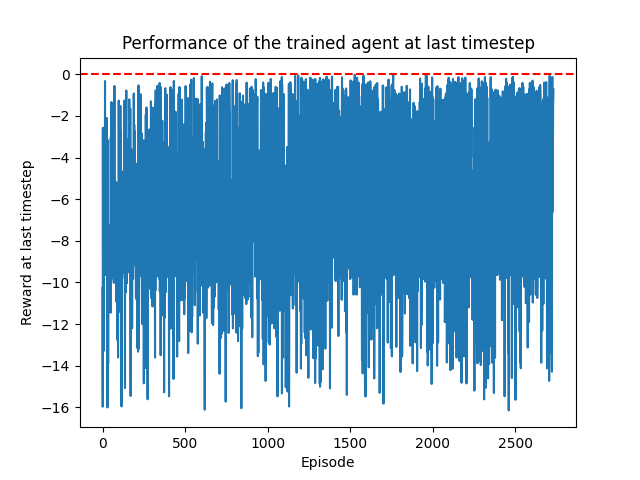 Performance of the trained agent at last timestep
0
−2
−4
−6
−8
−10
−12
−14
−16
Reward at last timestep
0 500 1000 1500 2000 2500
Episode